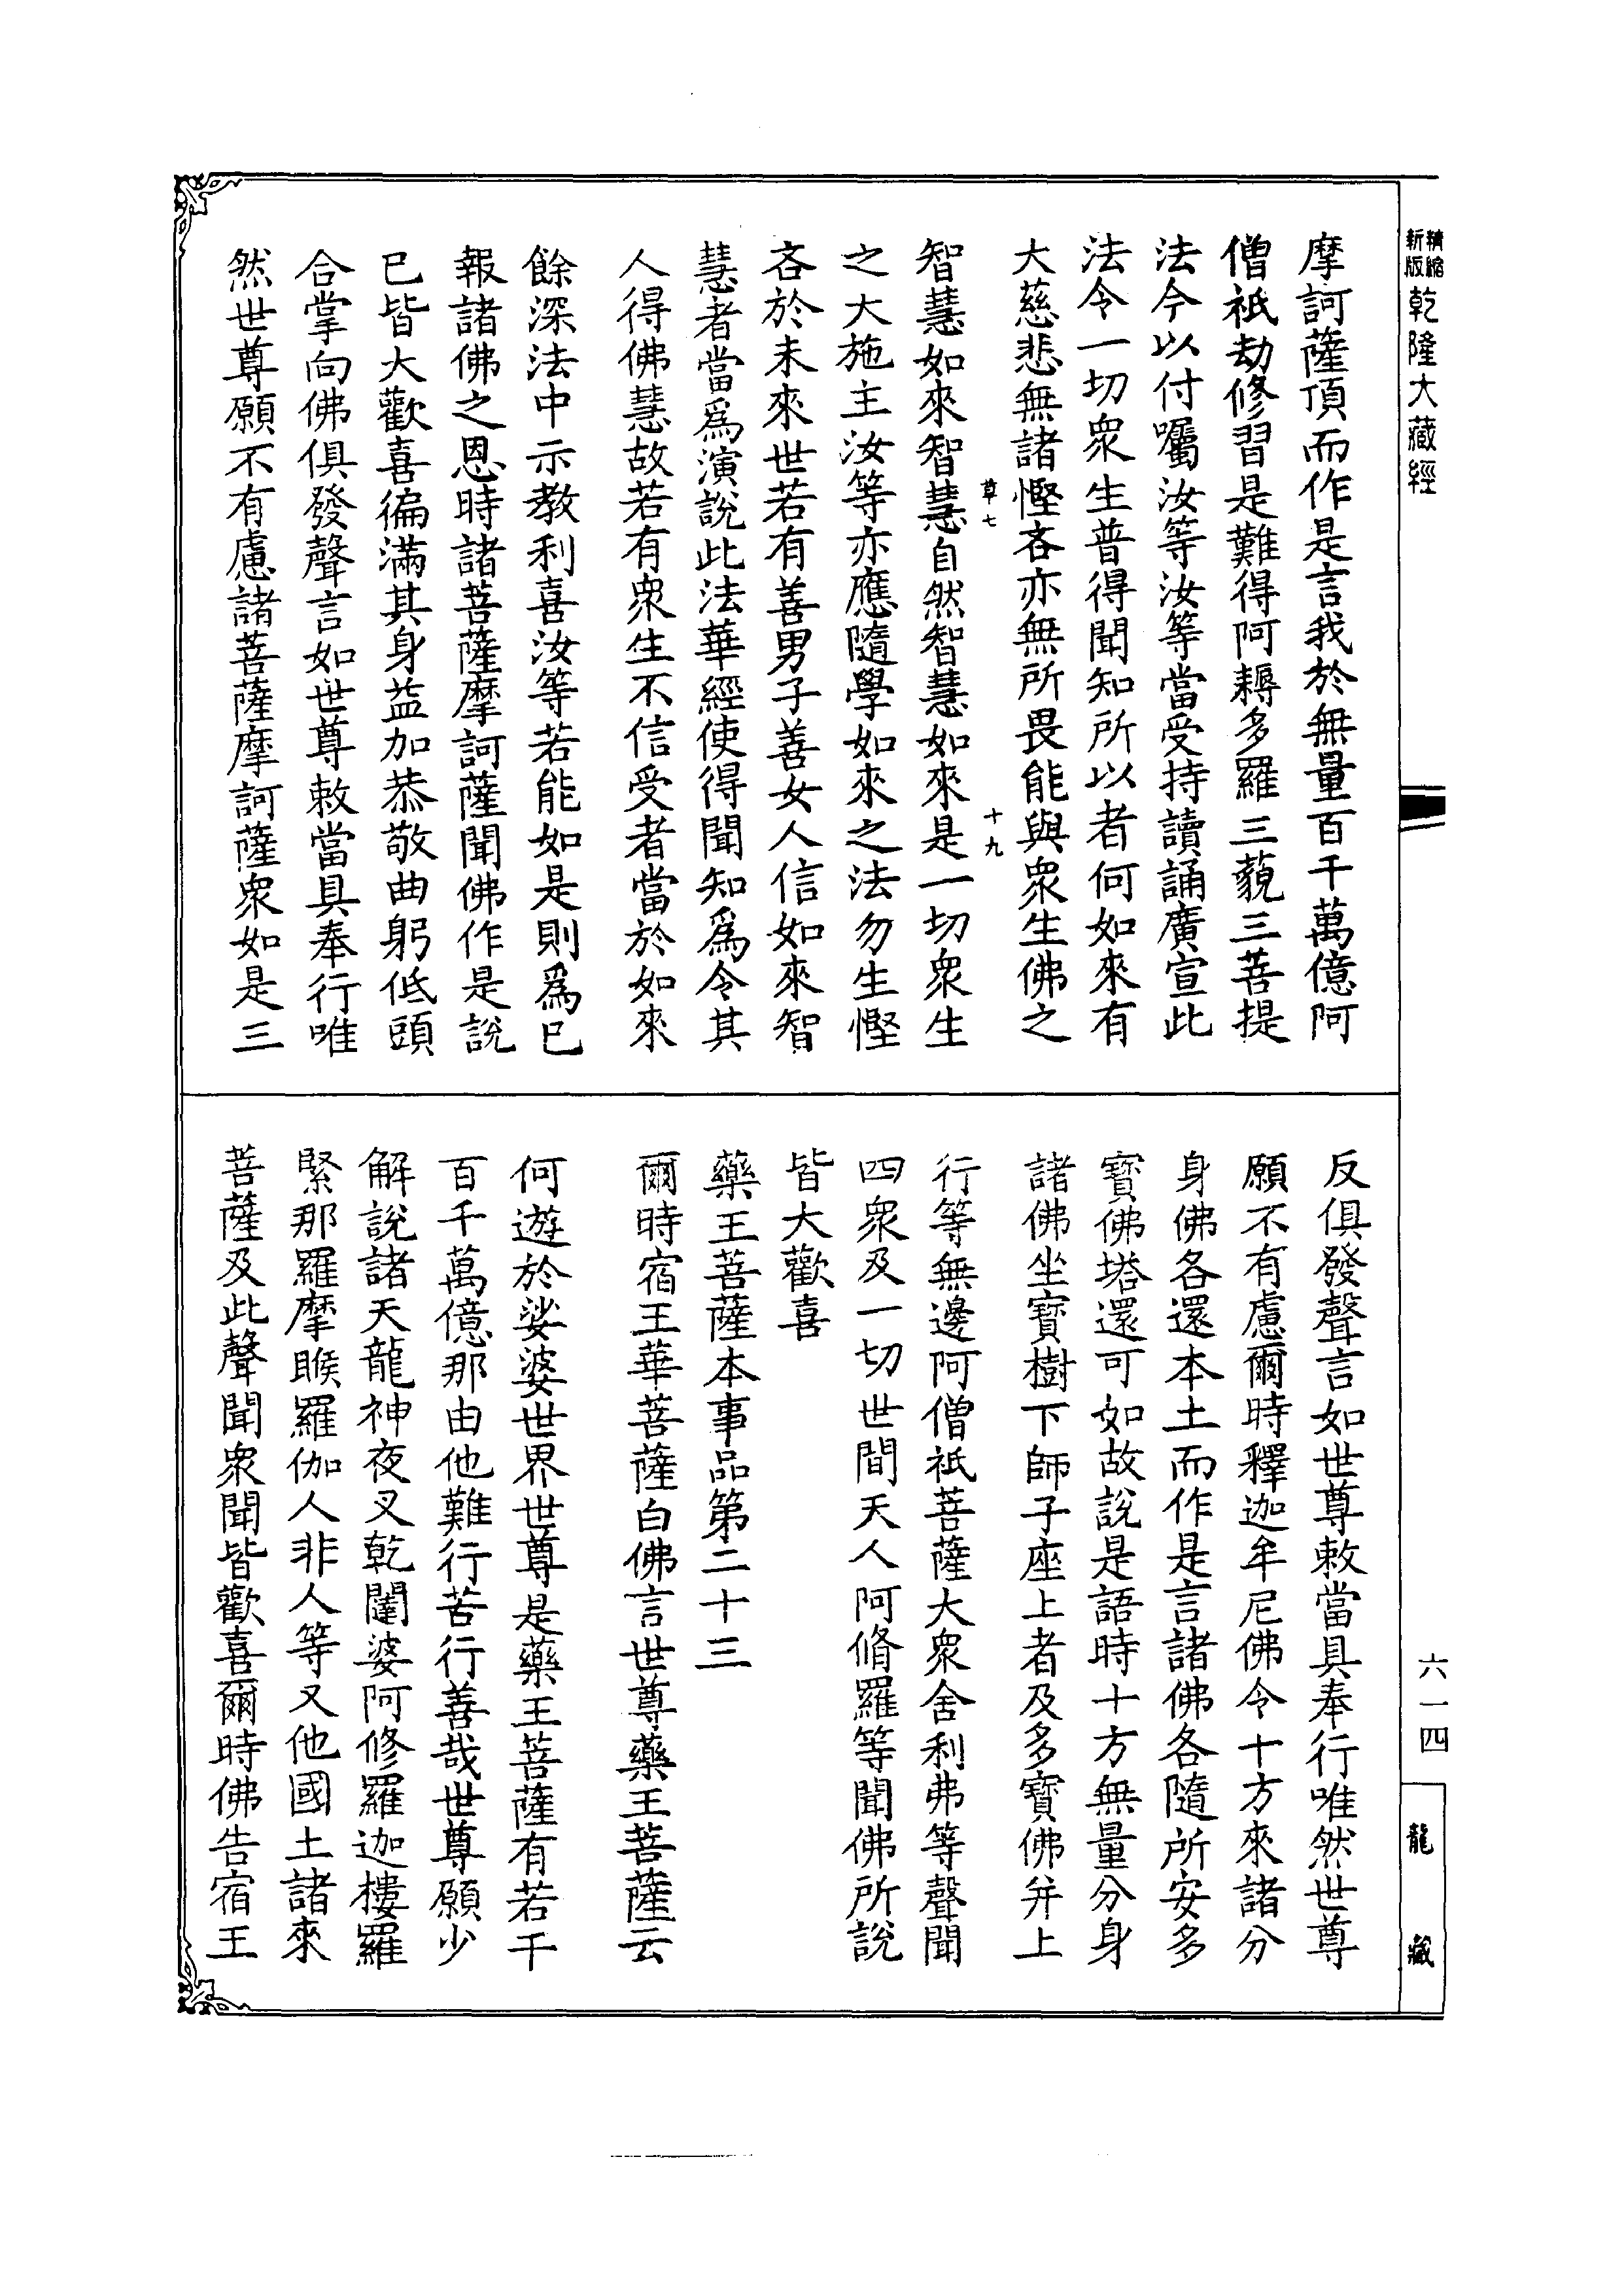 精縮
新版
乾隆大藏經
摩訶薩頂而作是言我於無量百千萬億阿
僧祇劫修習是難得阿耨多羅三藐三菩提
法今以付囑汝等汝等當受持讀誦廣宣此
法令一切眾生普得聞知所以者何如來有
大慈悲無諸慳吝亦無所畏能與眾生佛之
草七
十九
智慧如來智慧自然智慧如來是一切眾生
之大施主汝等亦應隨學如來之法勿生慳
吝於未來世若有善男子善女人信如來智
慧者當為演說此法華經使得聞知為令其
人得佛慧故若有眾生不信受者當於如來
餘深法中示教利喜汝等若能如是則為已
報諸佛之恩時諸菩薩摩訶薩聞佛作是說
已皆大歡喜徧滿其身益加恭敬曲躬低頭
合掌向佛俱發聲言如世尊敕當具奉行唯
然世尊願不有慮諸菩薩摩訶薩眾如是三
反俱發聲言如世尊敕當具奉行唯然世尊
願不有慮爾時釋迦牟尼佛令十方來諸分
身佛各還本土而作是言諸佛各隨所安多
寶佛塔還可如故說是語時十方無量分身
諸佛坐寶樹下師子座上者及多寶佛并上
行等無邊阿僧祇菩薩大眾舍利弗等聲聞
四眾及一切世間天人阿脩羅等聞佛所說
皆大歡喜
藥王菩薩本事品第二十三
爾時宿王華菩薩白佛言世尊藥王菩薩云
何遊於娑婆世界世尊是藥王菩薩有若干
百千萬億那由他難行苦行善哉世尊願少
解說諸天龍神夜叉乾闥婆阿修羅迦樓羅
緊那羅摩睺羅伽人非人等又他國土諸來
菩薩及此聲聞眾聞皆歡喜爾時佛告宿王
六一四
龍藏